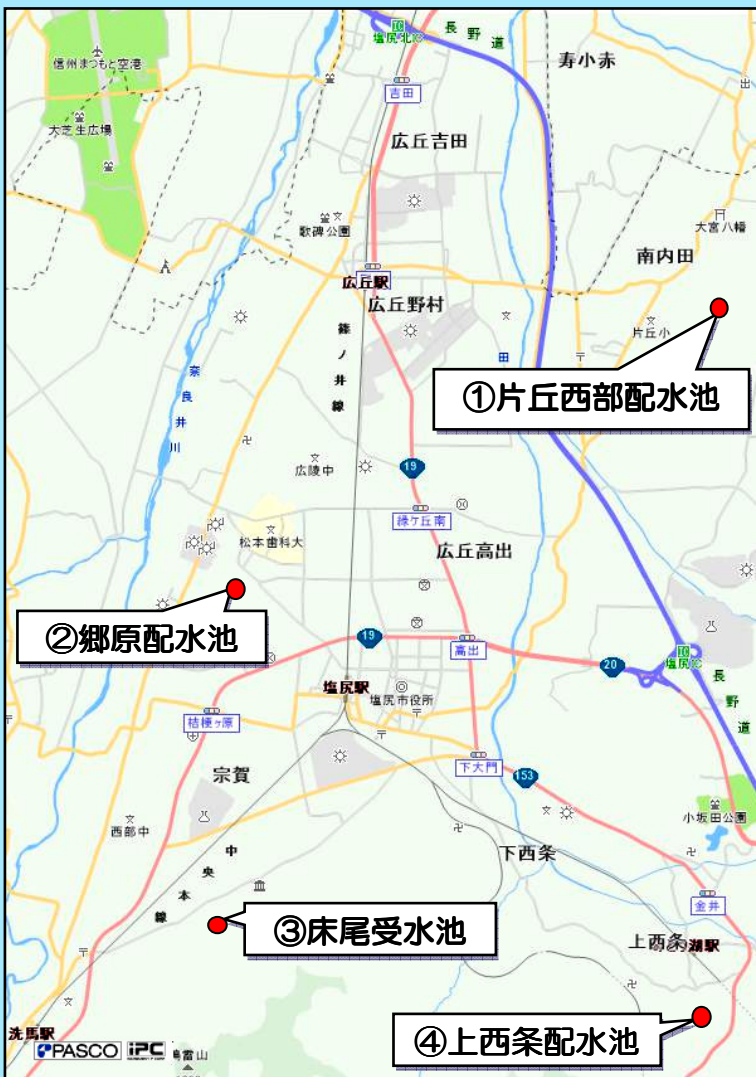 塩尻北IC
長野道
寿小赤
信州まつもと空港
吉田
大芝生広場
広丘吉田
歌碑公園
大宮八幡
南内田
広丘駅
広丘野村
片丘小
篠ノ井線
田
奈良井川
①片丘西部配水池
広陵中
19
緑ケ丘南
松本歯科大
広丘高出
②郷原配水池
19
高出
20
塩尻IC
長野道
塩尻駅
塩尻市役所
桔梗ヶ原
下大門
153
宗賀
小坂田公園
西部中
下西条
中央本線
金井
③床尾受水池
上西条
湖駅
④上西条配水池
洗馬駅
PASCO iPC